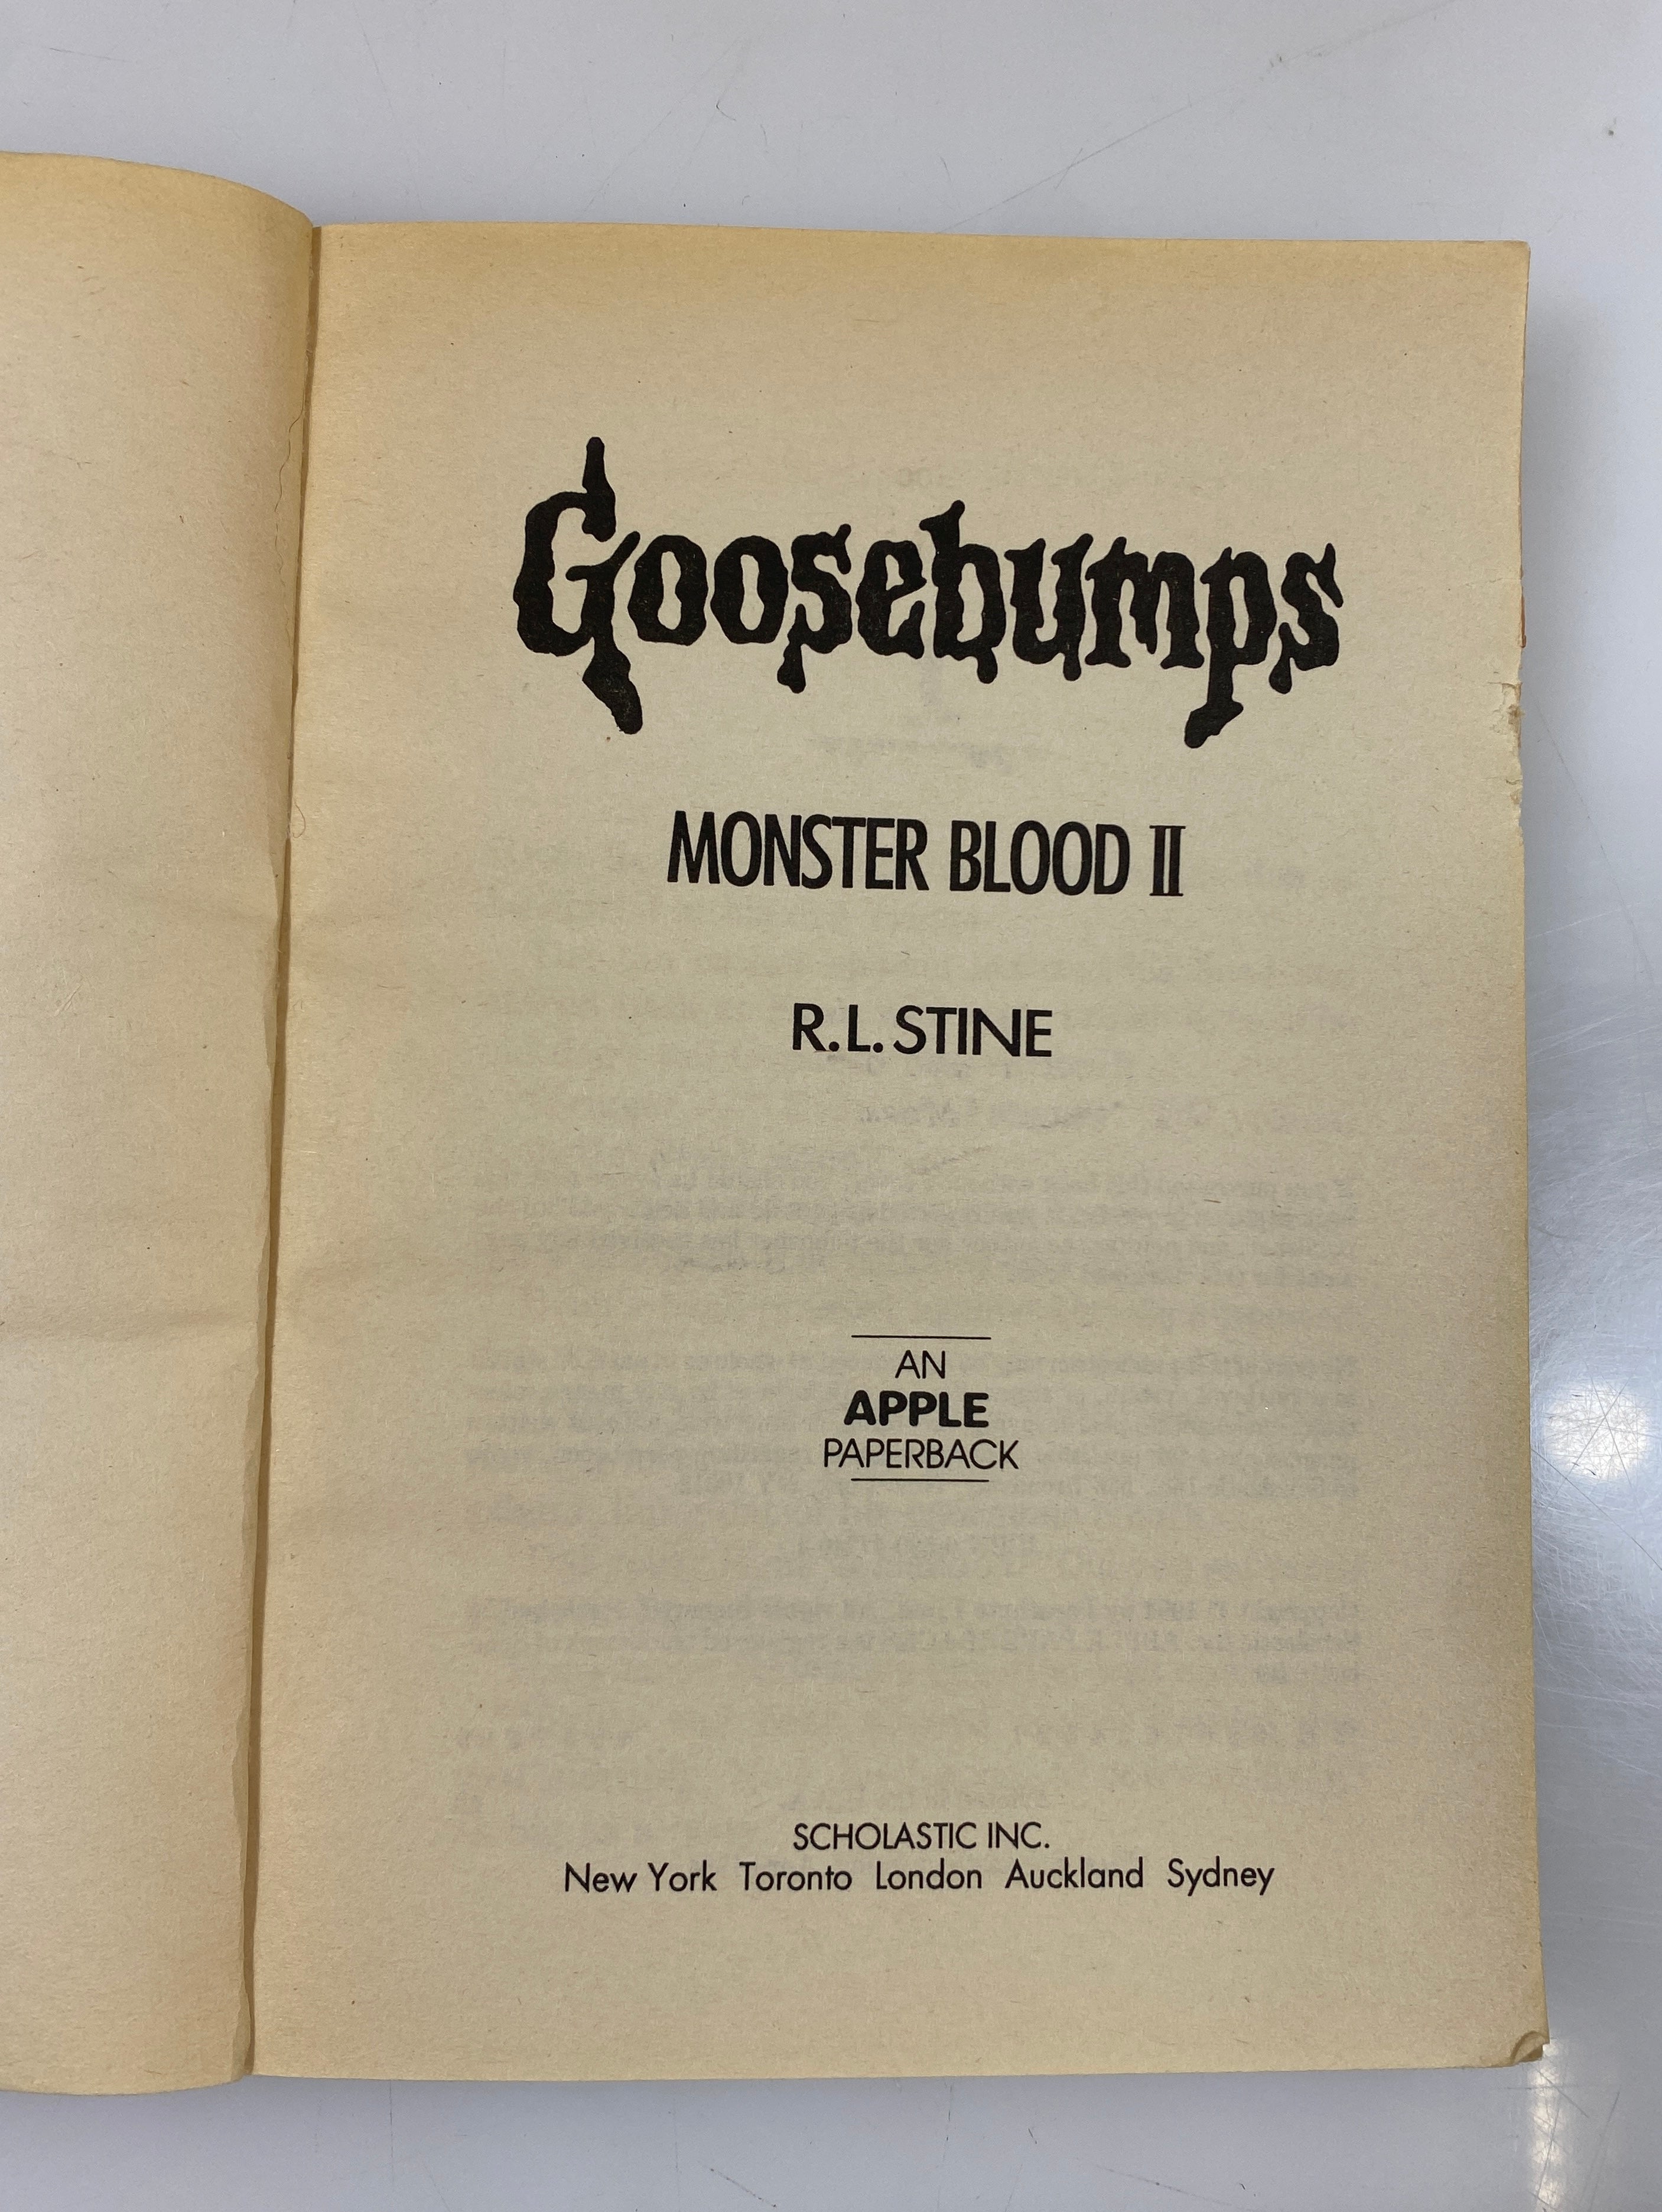 Goosebumps
MONSTER BLOOD II
R.L. STINE
AN
APPLE
PAPERBACK
SCHOLASTIC INC.
New York Toronto London Auckland Sydney